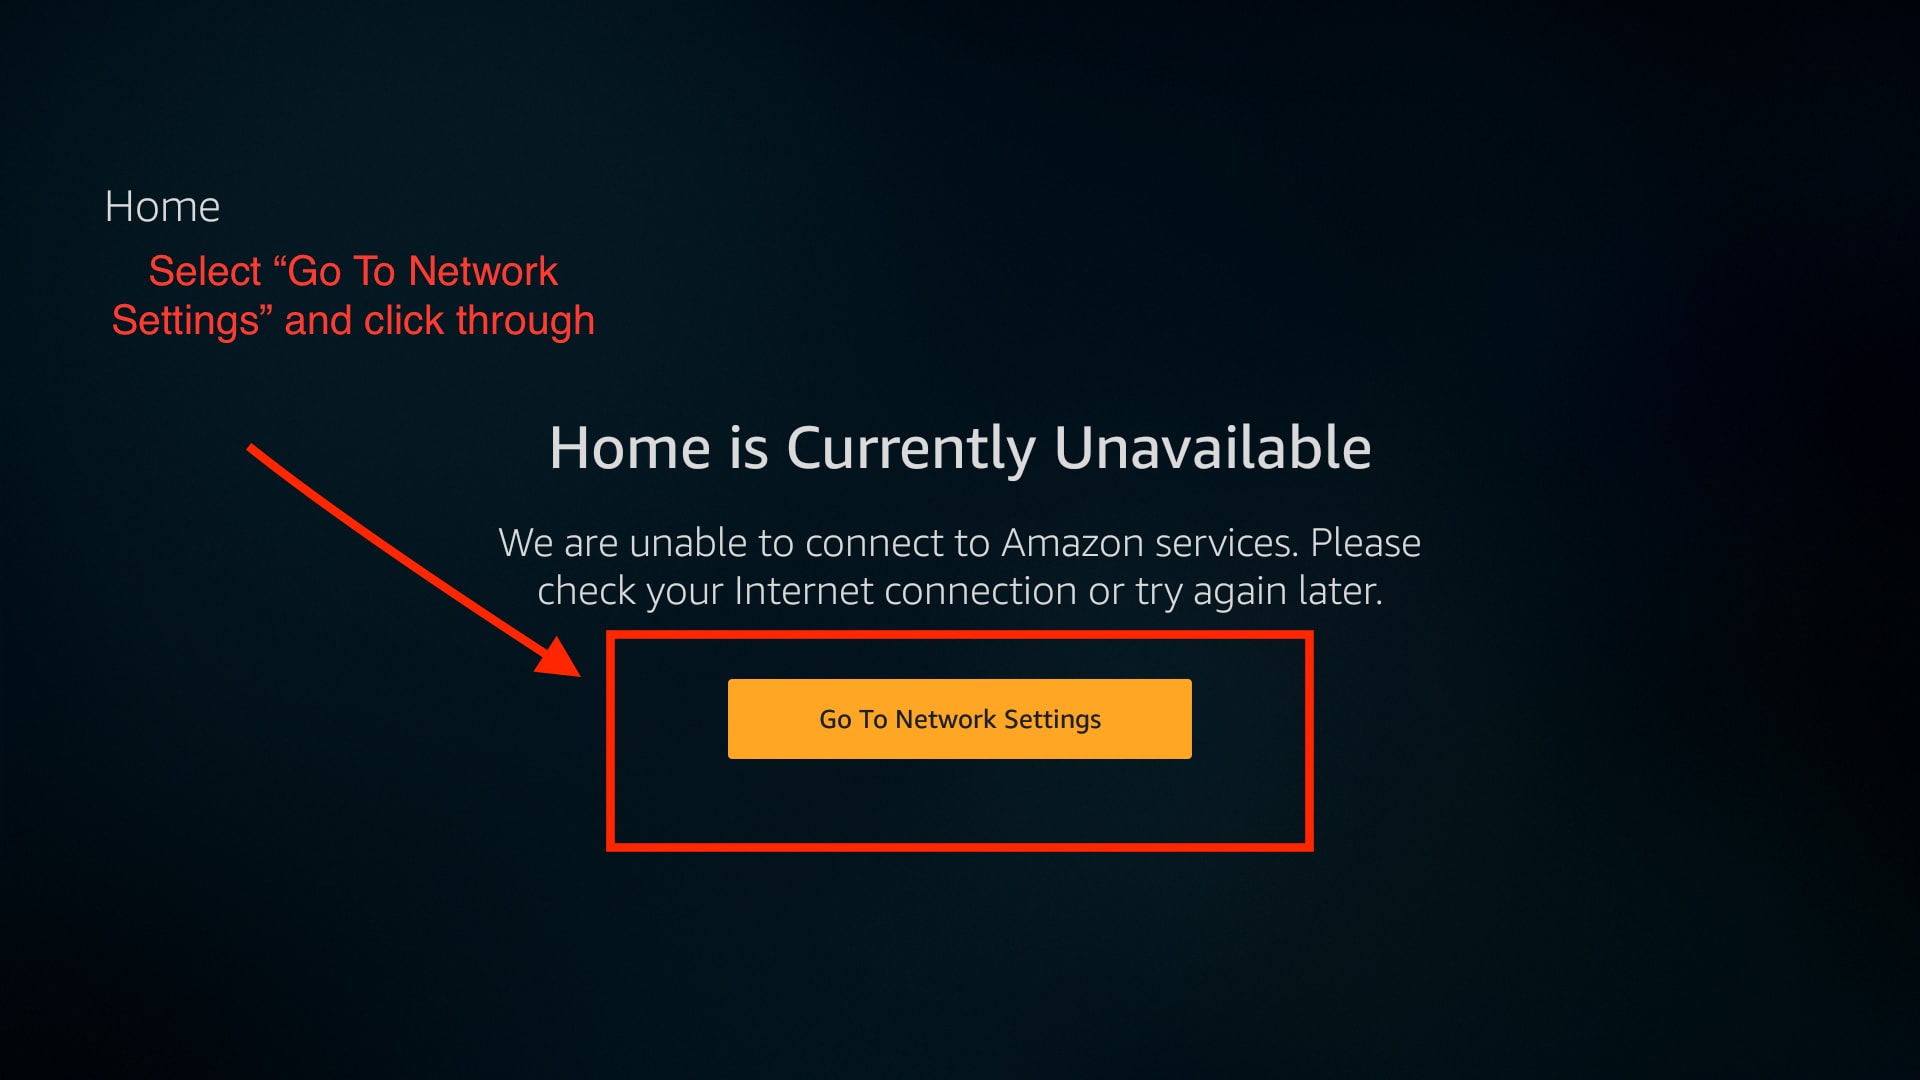 Home
Select “Go To Network
Settings” and click through
Home is Currently Unavailable
We are unable to connect to Amazon services. Please
check your Internet connection or try again later.
Go To Network Settings